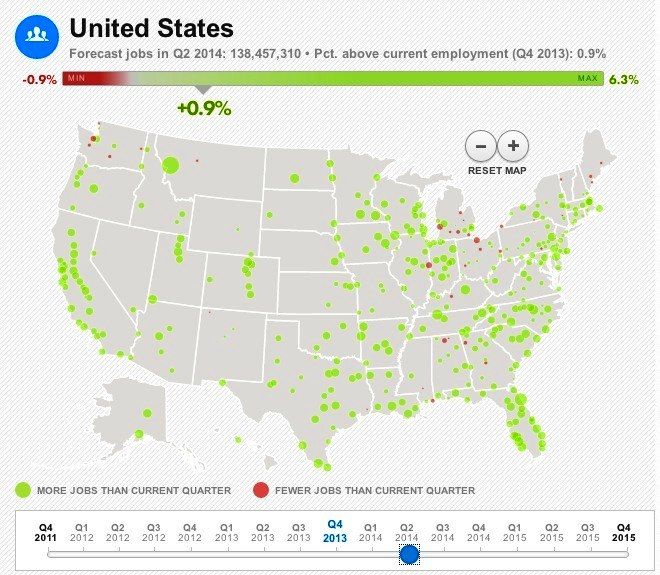 United States
Forecast jobs in Q2 2014: 138,457,310 • Pct. above current employment (Q4 2013): 0.9%
-0.9% MIN MAX 6.3%
+0.9%
− +
RESET MAP
MORE JOBS THAN CURRENT QUARTER FEWER JOBS THAN CURRENT QUARTER
Q4 Q1 Q2 Q3 Q4 Q1 Q2 Q3 Q4 Q1 Q2 Q3 Q4 Q1 Q2 Q3 Q4
2011 2012 2012 2012 2012 2013 2013 2013 2013 2014 2014 2014 2014 2015 2015 2015 2015